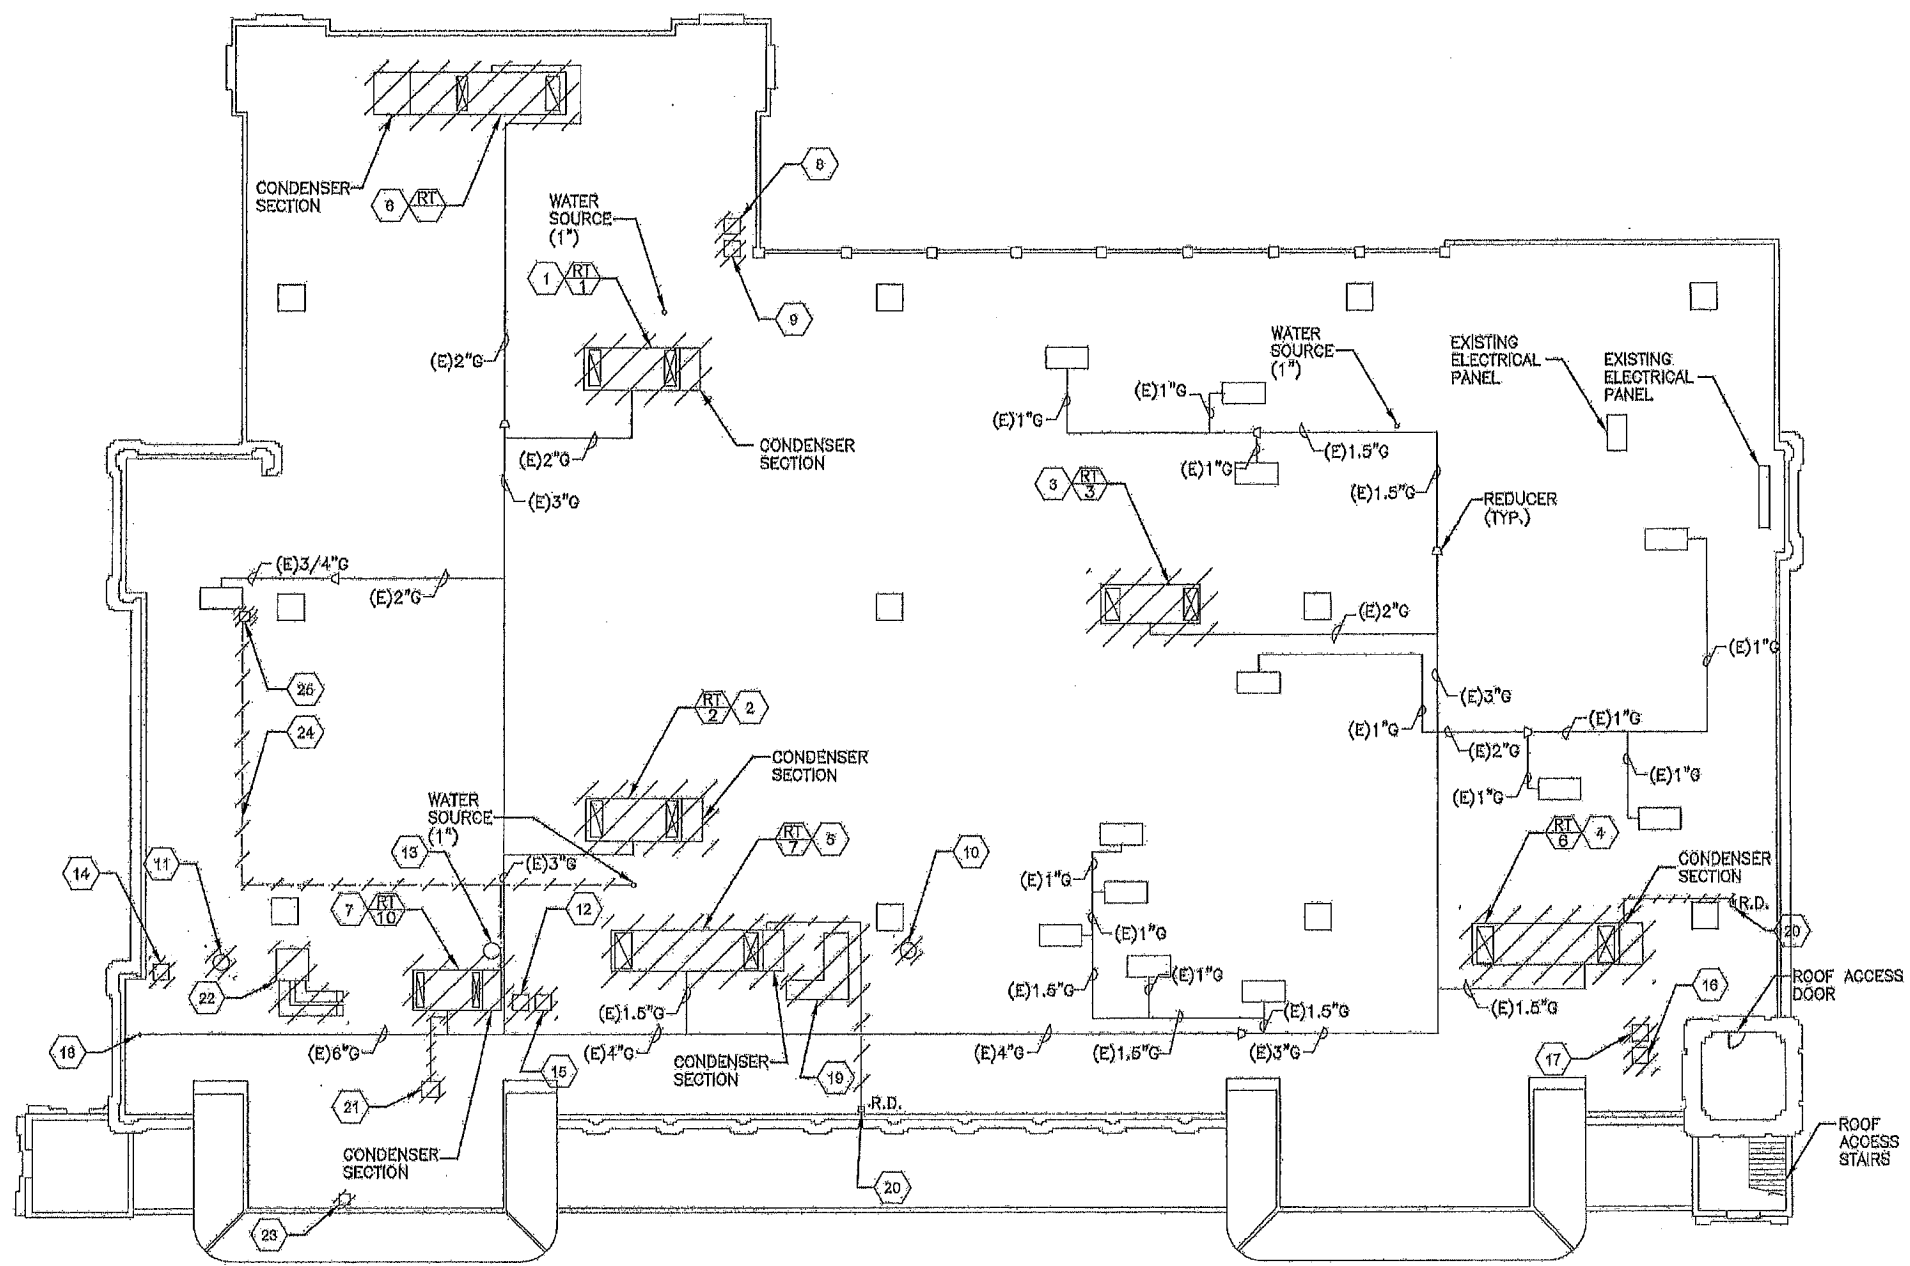 8
CONDENSER
SECTION
6
RT
WATER
SOURCE
(1")
1
RT
1
9
(E)2"G
WATER
SOURCE
(1")
EXISTING
ELECTRICAL
PANEL
EXISTING
ELECTRICAL
PANEL
(E)1"G
(E)1"G
(E)2"G
CONDENSER
SECTION
(E)1"G
(E)1.5"G
3
RT
3
(E)1.5"G
(E)3"G
REDUCER
(TYP.)
(E)3/4"G
(E)2"G
(E)2"G
(E)1"G
25
(E)3"G
24
RT
2
2
(E)1"G
(E)2"G
(E)1"G
CONDENSER
SECTION
(E)1"G
(E)1"G
WATER
SOURCE
(1")
13
RT
7
5
10
RT
6
4
14
11
(E)3"G
(E)1"G
CONDENSER
SECTION
7
RT
10
12
R.D.
20
(E)1"G
22
(E)1.5"G
(E)1"G
(E)1.5"G
(E)1.5"G
(E)1.5"G
16
ROOF ACCESS
DOOR
18
(E)6"G
(E)4"G
CONDENSER
SECTION
(E)4"G
(E)1.5"G
(E)3"G
17
15
19
21
R.D.
CONDENSER
SECTION
ROOF
ACCESS
STAIRS
20
23